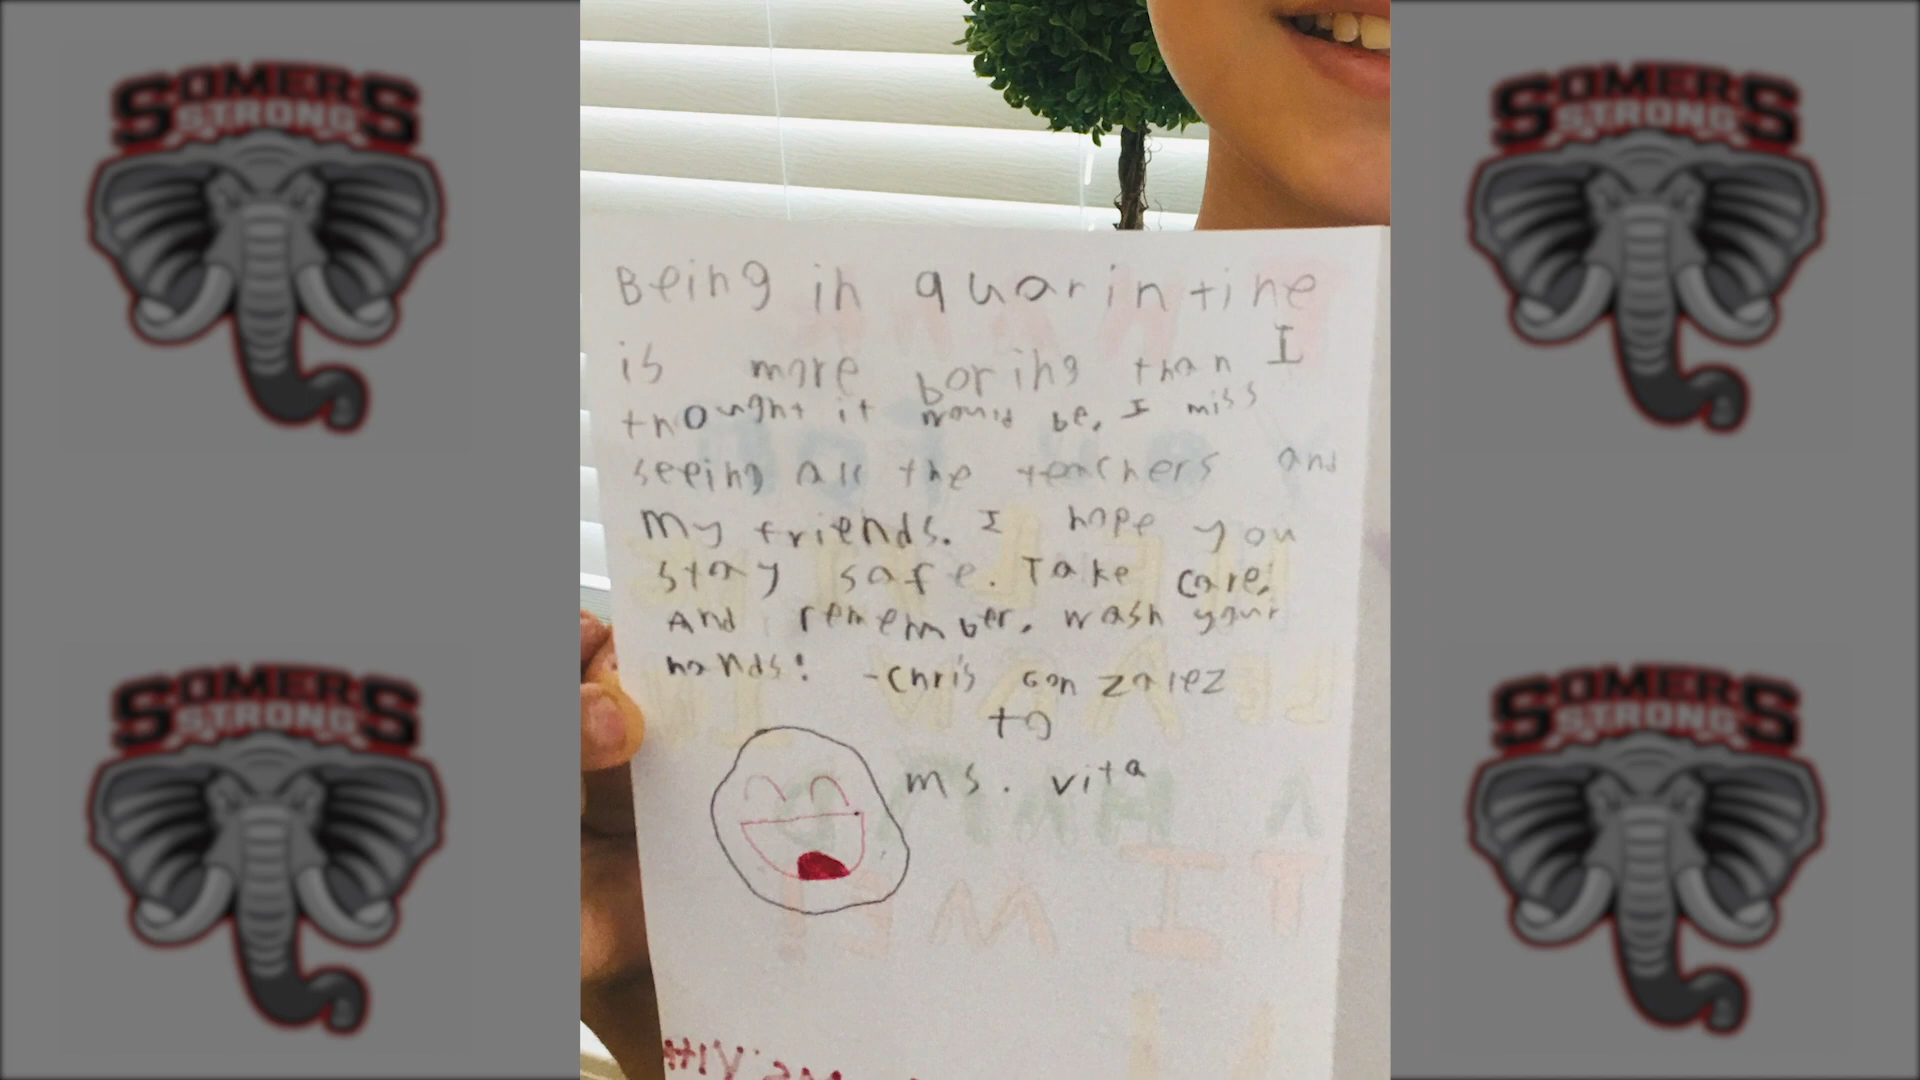 SOMERS
STRONG
SOMERS
STRONG
Being in quarintine
is more boring than I
thought it would be. I miss
seeing all the teachers and
my friends. I hope you
stay safe. Take care!
And remember, wash your
hands! -Chris Gonzalez
to
ms. vita
SOMERS
STRONG
SOMERS
STRONG